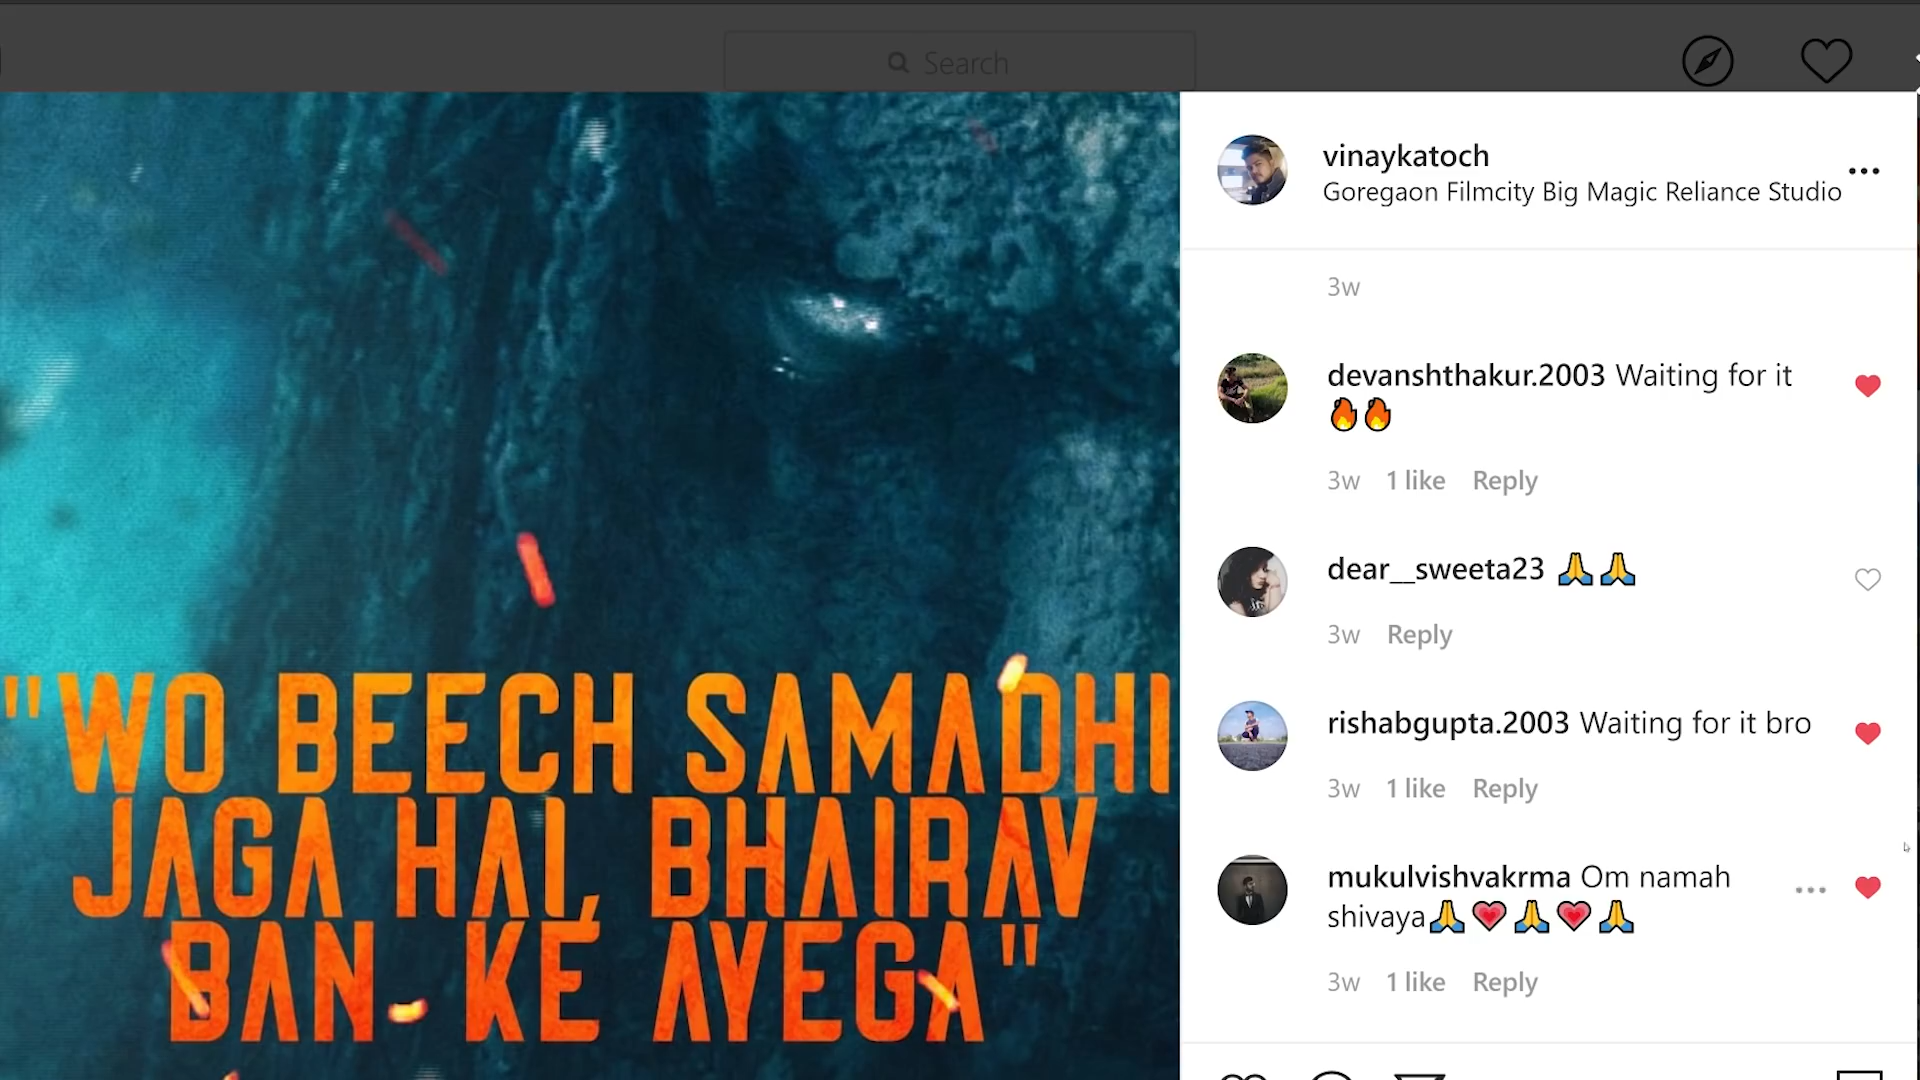 Search
vinaykatoch
Goregaon Filmcity Big Magic Reliance Studio
3w
devanshthakur.2003 Waiting for it
🔥🔥
3w 1 like Reply
dear__sweeta23 🙏🙏
3w Reply
rishabgupta.2003 Waiting for it bro
3w 1 like Reply
mukulvishvakrma Om namah
shivaya🙏💗🙏💗🙏
3w 1 like Reply
"WO BEECH SAMADHI
JAGA HAI, BHAIRAV
BAN KE AYEGA"